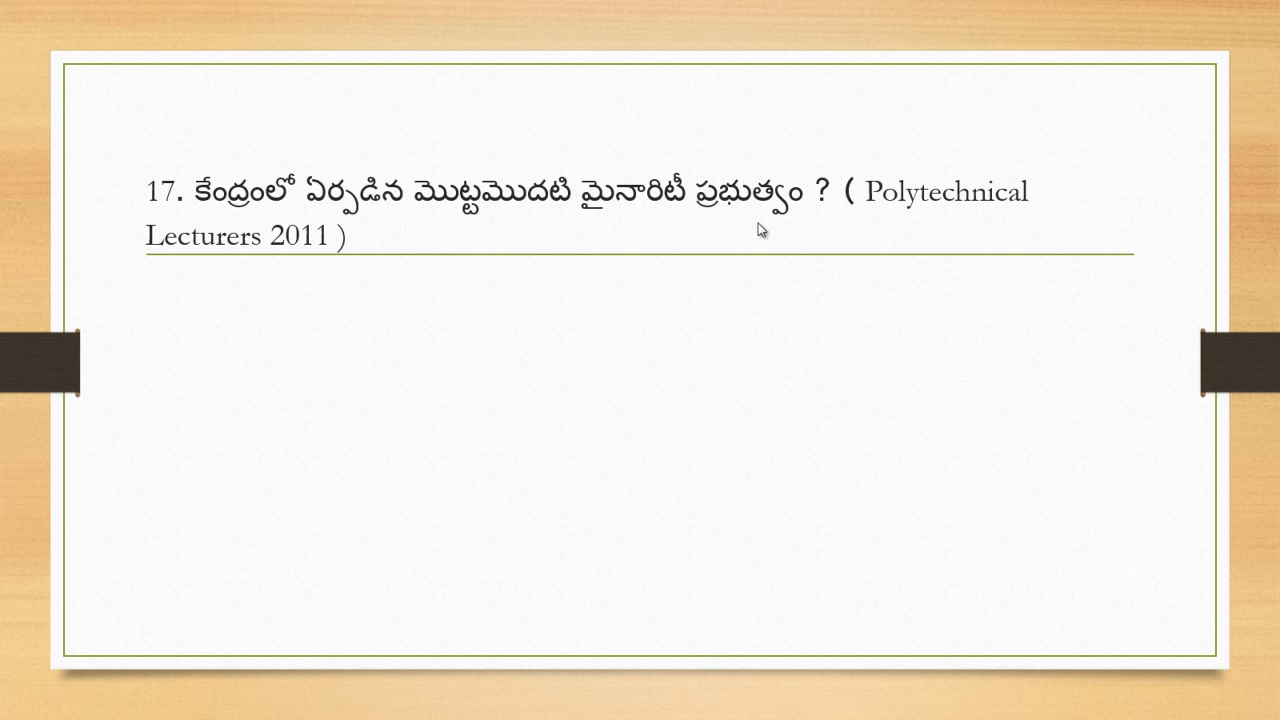 17. కేంద్రంలో ఏర్పడిన మొట్టమొదటి మైనారిటీ ప్రభుత్వం ? ( Polytechnical
Lecturers 2011 )